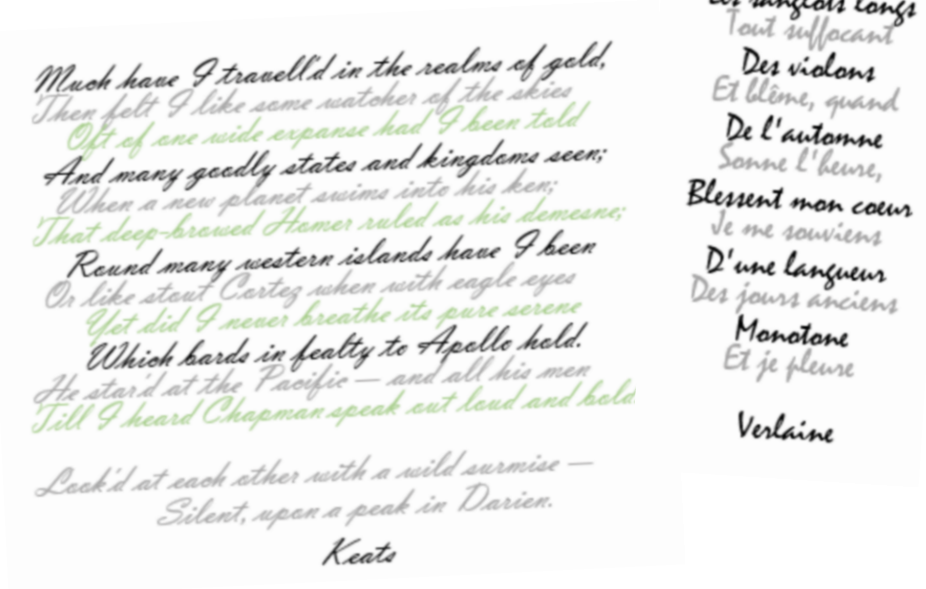 Much have I travell'd in the realms of gold,
Then felt I like some watcher of the skies
Oft of one wide expanse had I been told
And many goodly states and kingdoms seen;
When a new planet swims into his ken;
That deep-browed Homer ruled as his demesne;
Round many western islands have I been
Or like stout Cortez when with eagle eyes
Yet did I never breathe its pure serene
Which bards in fealty to Apollo hold.
He star'd at the Pacific — and all his men
Till I heard Chapman speak out loud and bold
Look'd at each other with a wild surmise —
Silent, upon a peak in Darien.
Keats
sanglots longs
Tout suffocant
Des violons
Et blême, quand
De l'automne
Sonne l'heure,
Blessent mon coeur
Je me souviens
D'une langueur
Des jours anciens
Monotone
Et je pleure
Verlaine